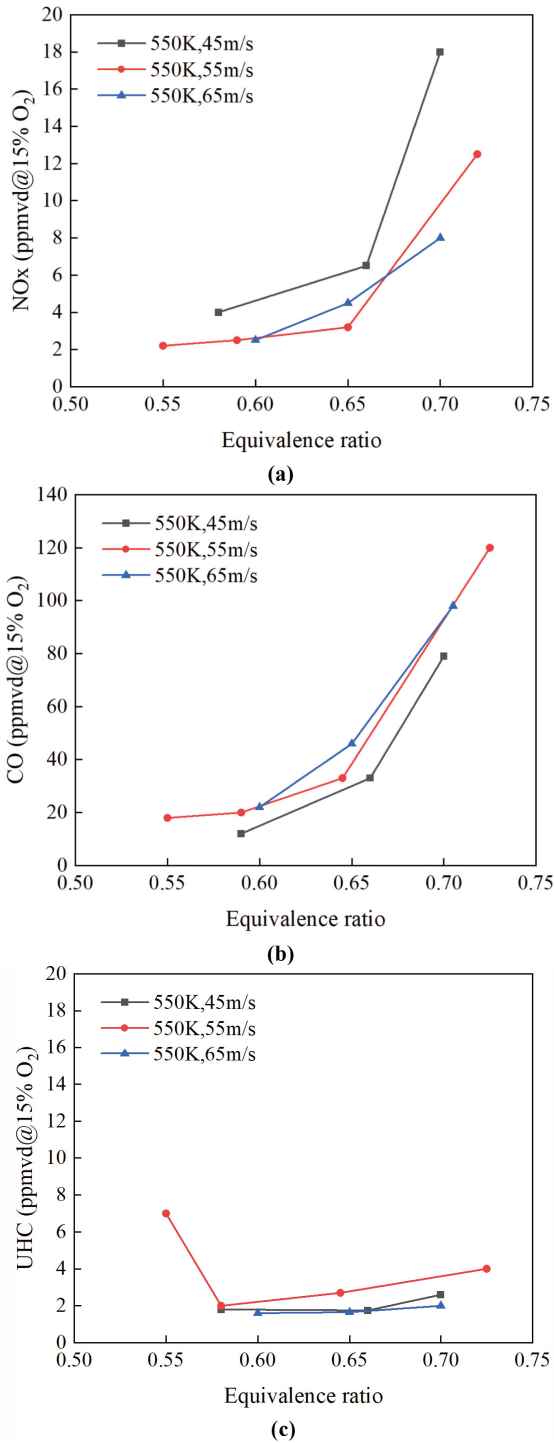 20
18
16
14
12
10
8
6
4
2
0
NOx (ppmvd@15% O₂)
550K,45m/s
550K,55m/s
550K,65m/s
0.50 0.55 0.60 0.65 0.70 0.75
Equivalence ratio
(a)
140
120
100
80
60
40
20
0
CO (ppmvd@15% O₂)
550K,45m/s
550K,55m/s
550K,65m/s
0.50 0.55 0.60 0.65 0.70 0.75
Equivalence ratio
(b)
20
18
16
14
12
10
8
6
4
2
0
UHC (ppmvd@15% O₂)
550K,45m/s
550K,55m/s
550K,65m/s
0.50 0.55 0.60 0.65 0.70 0.75
Equivalence ratio
(c)